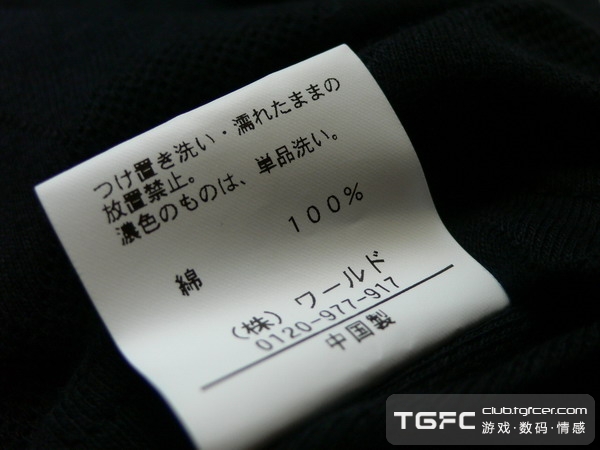 つけ置き洗い・濡れたままの
放置禁止。
濃色のものは、単品洗い。
綿 100%
(株) ワールド
0120-977-917
中国製
TGFC club.tgfcer.com
游戏·数码·情感